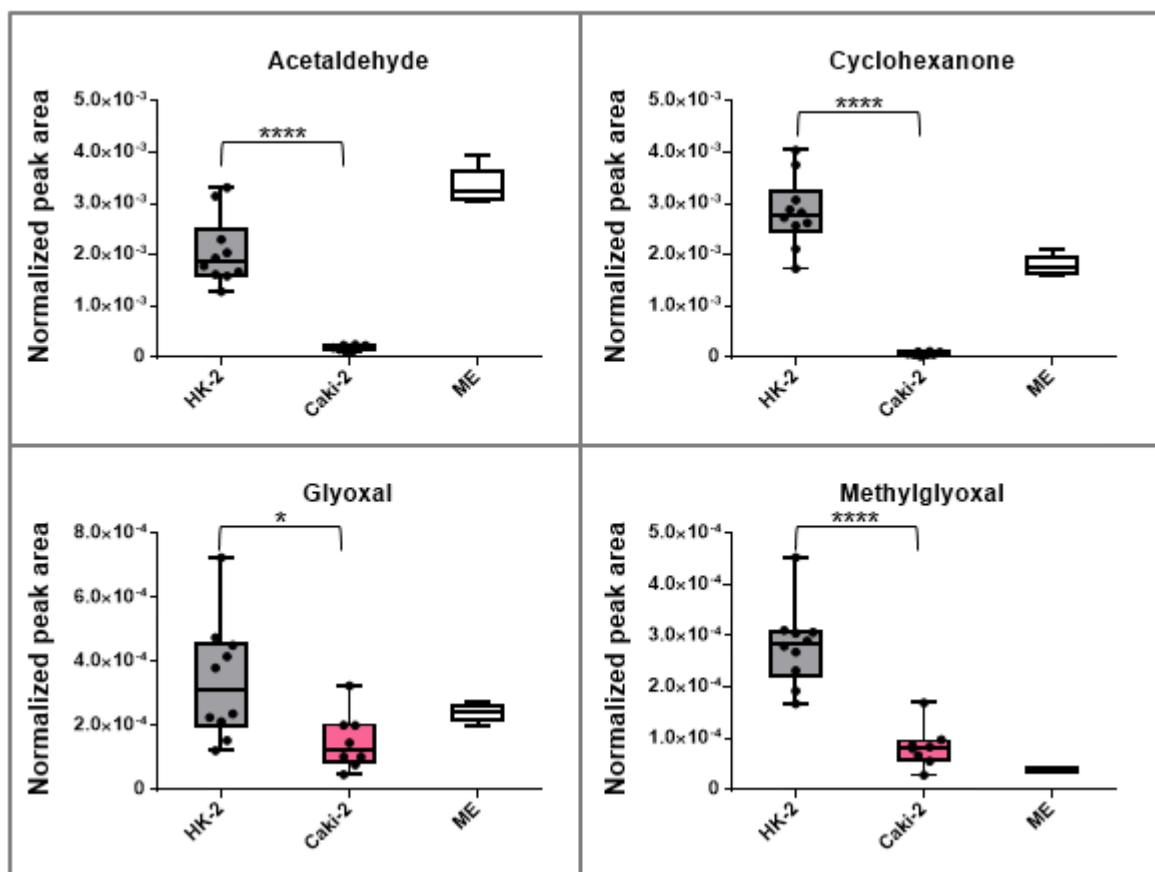 Acetaldehyde
Normalized peak area
5.0×10⁻³
4.0×10⁻³
3.0×10⁻³
2.0×10⁻³
1.0×10⁻³
0
****
HK-2
Caki-2
ME
Cyclohexanone
Normalized peak area
5.0×10⁻³
4.0×10⁻³
3.0×10⁻³
2.0×10⁻³
1.0×10⁻³
0
****
HK-2
Caki-2
ME
Glyoxal
Normalized peak area
8.0×10⁻⁴
6.0×10⁻⁴
4.0×10⁻⁴
2.0×10⁻⁴
0
*
HK-2
Caki-2
ME
Methylglyoxal
Normalized peak area
5.0×10⁻⁴
4.0×10⁻⁴
3.0×10⁻⁴
2.0×10⁻⁴
1.0×10⁻⁴
0
****
HK-2
Caki-2
ME